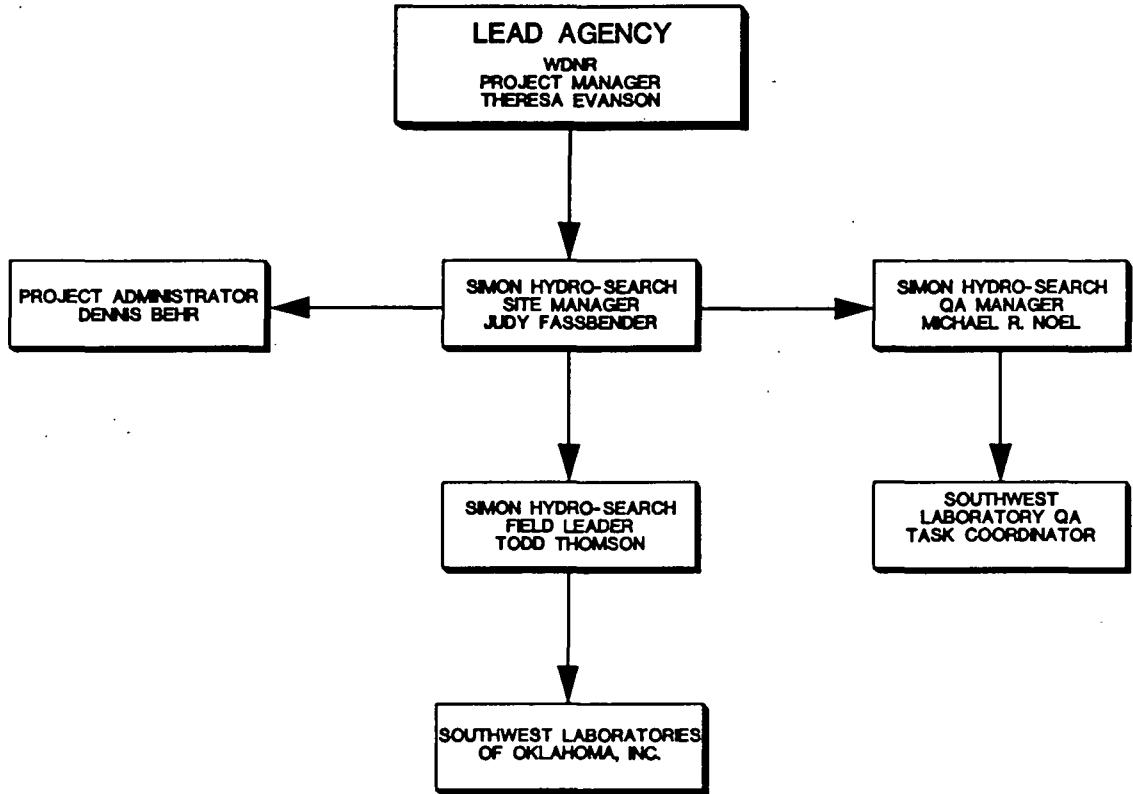 LEAD AGENCY
WDNR
PROJECT MANAGER
THERESA EVANSON
PROJECT ADMINISTRATOR
DENNIS BEHR
SIMON HYDRO-SEARCH
SITE MANAGER
JUDY FASSBENDER
SIMON HYDRO-SEARCH
QA MANAGER
MICHAEL R. NOEL
SIMON HYDRO-SEARCH
FIELD LEADER
TODD THOMSON
SOUTHWEST
LABORATORY QA
TASK COORDINATOR
SOUTHWEST LABORATORIES
OF OKLAHOMA, INC.